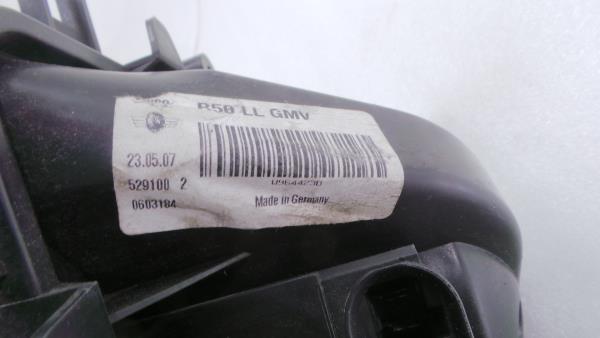 R50 LL GMV
23.05.07
529100 2
0603184
Made in Germany